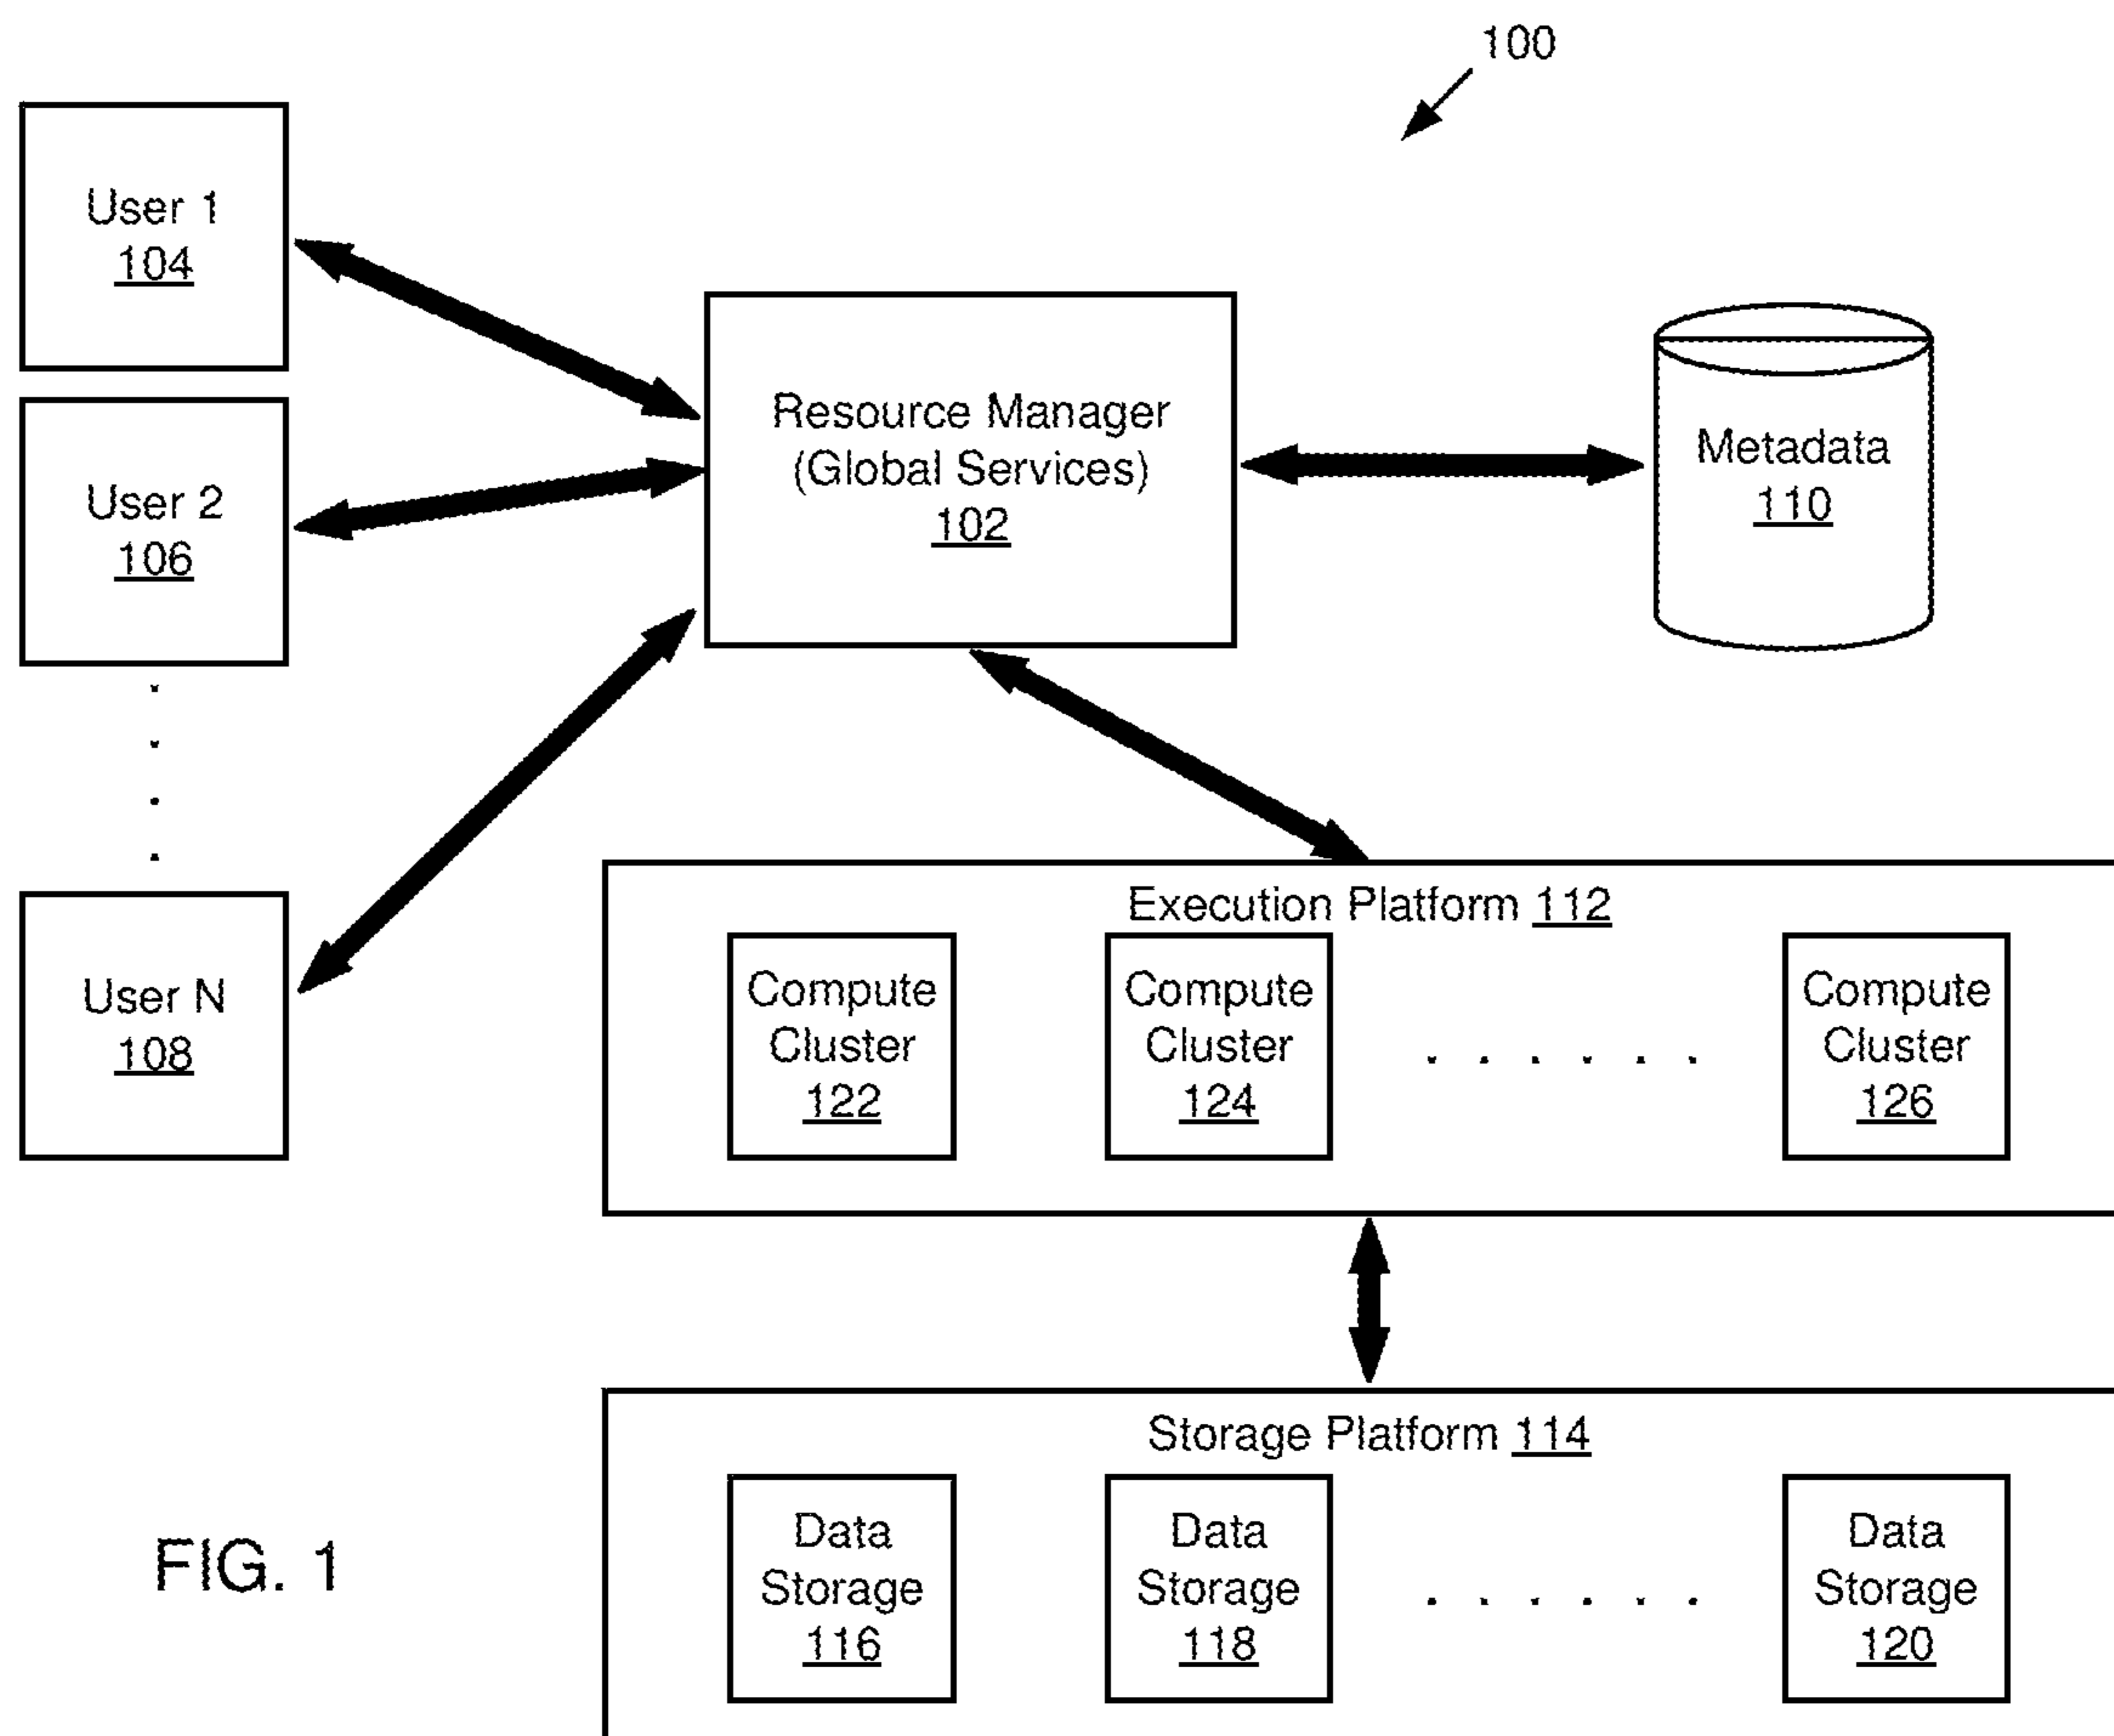 100
User 1
104
User 2
106
User N
108
Resource Manager
(Global Services)
102
Metadata
110
Execution Platform 112
Compute
Cluster
122
Compute
Cluster
124
Compute
Cluster
126
Storage Platform 114
Data
Storage
116
Data
Storage
118
Data
Storage
120
FIG. 1